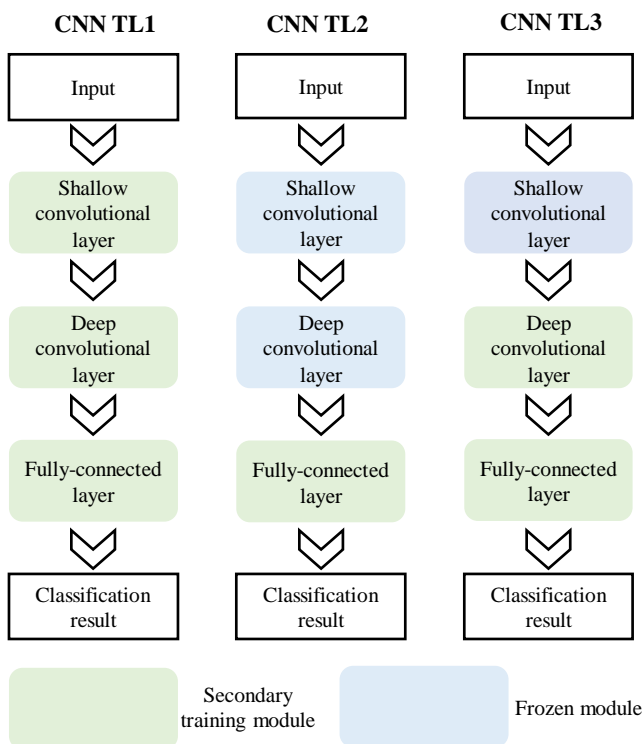 CNN TL1
CNN TL2
CNN TL3
Input
Input
Input
Shallow
convolutional
layer
Shallow
convolutional
layer
Shallow
convolutional
layer
Deep
convolutional
layer
Deep
convolutional
layer
Deep
convolutional
layer
Fully-connected
layer
Fully-connected
layer
Fully-connected
layer
Classification
result
Classification
result
Classification
result
Secondary
training module
Frozen module